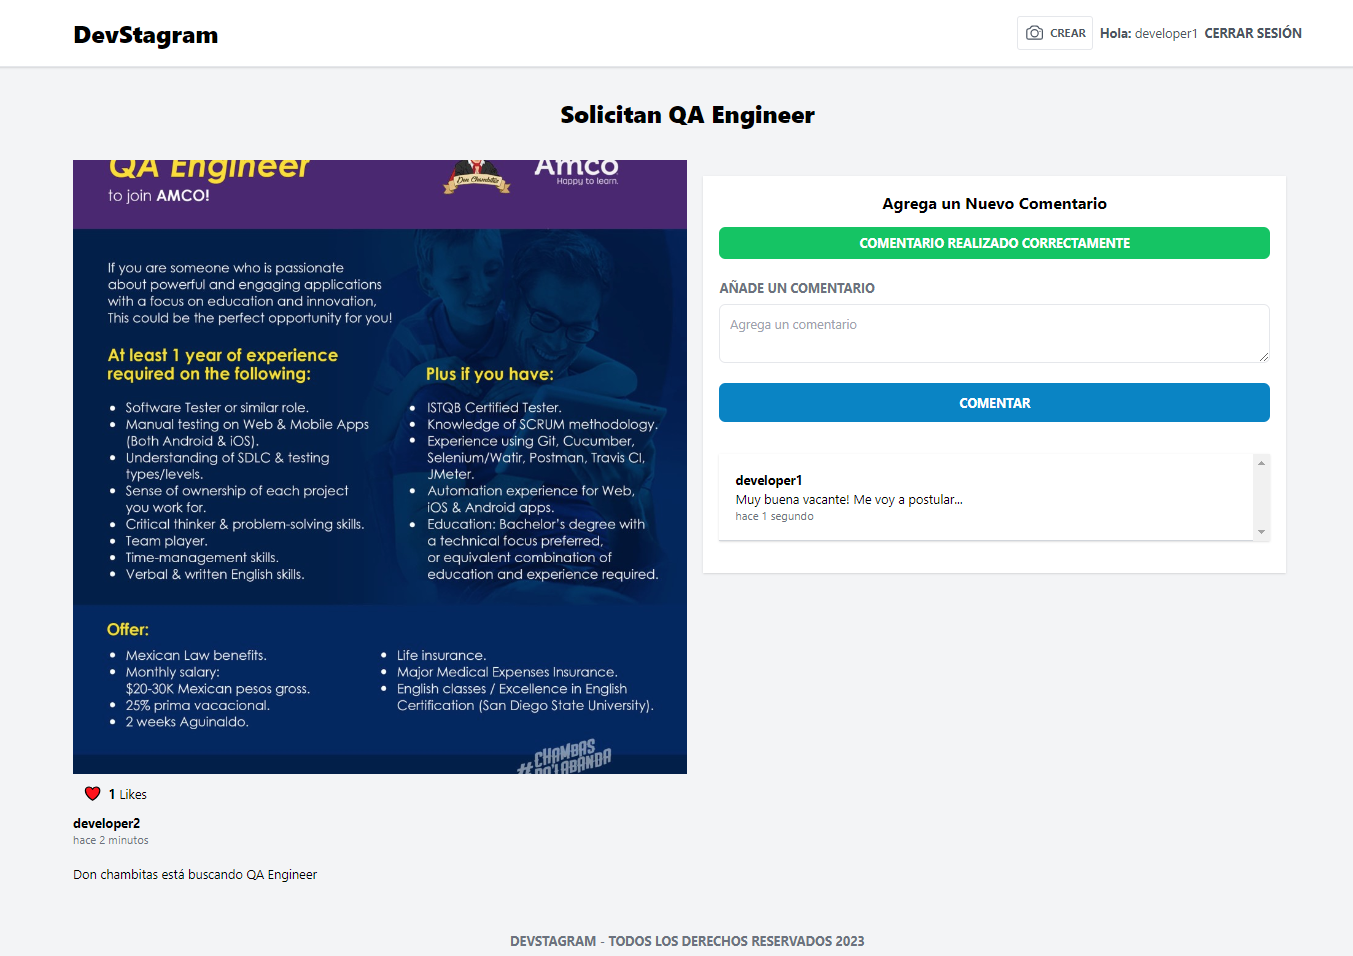 DevStagram
CREAR
Hola: developer1
CERRAR SESIÓN
Solicitan QA Engineer
QA Engineer
to join AMCO!
Don Chambitas
Amco
Happy to learn.
If you are someone who is passionate
about powerful and engaging applications
with a focus on education and innovation,
This could be the perfect opportunity for you!
At least 1 year of experience
required on the following:
• Software Tester or similar role.
• Manual testing on Web & Mobile Apps
(Both Android & iOS).
• Understanding of SDLC & testing
types/levels.
• Sense of ownership of each project
you work for.
• Critical thinker & problem-solving skills.
• Team player.
• Time-management skills.
• Verbal & written English skills.
Plus if you have:
• ISTQB Certified Tester.
• Knowledge of SCRUM methodology.
• Experience using Git, Cucumber,
Selenium/Watir, Postman, Travis CI,
JMeter.
• Automation experience for Web,
iOS & Android apps.
• Education: Bachelor's degree with
a technical focus preferred,
or equivalent combination of
education and experience required.
Offer:
• Mexican Law benefits.
• Monthly salary:
$20-30K Mexican pesos gross.
• 25% prima vacacional.
• 2 weeks Aguinaldo.
• Life insurance.
• Major Medical Expenses Insurance.
• English classes / Excellence in English
Certification (San Diego State University).
#CHAMBAS
PA'LABANDA
1 Likes
developer2
hace 2 minutos
Don chambitas está buscando QA Engineer
Agrega un Nuevo Comentario
COMENTARIO REALIZADO CORRECTAMENTE
AÑADE UN COMENTARIO
Agrega un comentario
COMENTAR
developer1
Muy buena vacante! Me voy a postular...
hace 1 segundo
DEVSTAGRAM - TODOS LOS DERECHOS RESERVADOS 2023